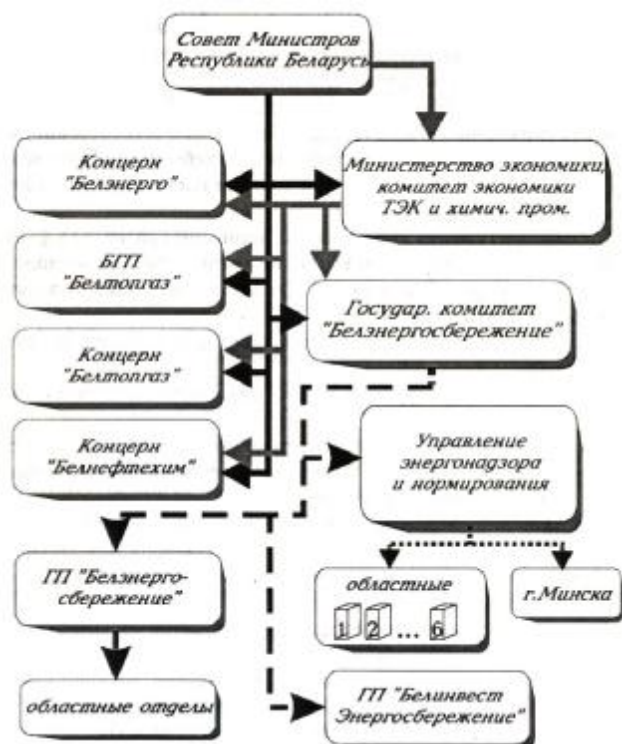 Совет Министров
Республики Беларусь
Концерн
"Белэнерго"
Министерство экономики,
комитет экономики
ТЭК и химич. пром.
БГП
"Белтопгаз"
Государ. комитет
"Белэнергосбережение"
Концерн
"Белтопгаз"
Концерн
"Белнефтехим"
Управление
энергонадзора
и нормирования
ГП "Белэнерго-
сбережение"
областные
1 2 ... 6
г.Минска
областные отделы
ГП "Белинвест
Энергосбережение"